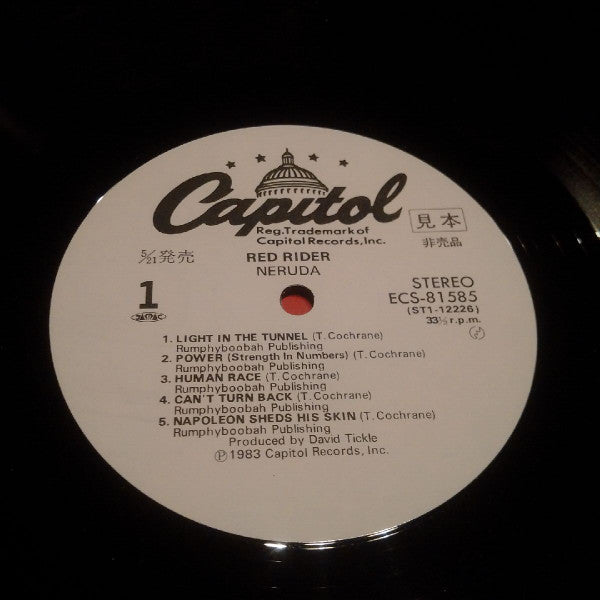 Capitol
Reg. Trademark of
Capitol Records, Inc.
見本
非売品
5/21発売
RED RIDER
NERUDA
1
STEREO
ECS-81585
(ST1-12226)
33⅓ r.p.m.
1. LIGHT IN THE TUNNEL (T. Cochrane)
Rumphyboobah Publishing
2. POWER (Strength In Numbers) (T. Cochrane)
Rumphyboobah Publishing
3. HUMAN RACE (T. Cochrane)
Rumphyboobah Publishing
4. CAN'T TURN BACK (T. Cochrane)
Rumphyboobah Publishing
5. NAPOLEON SHEDS HIS SKIN (T. Cochrane)
Rumphyboobah Publishing
Produced by David Tickle
Ⓟ1983 Capitol Records, Inc.